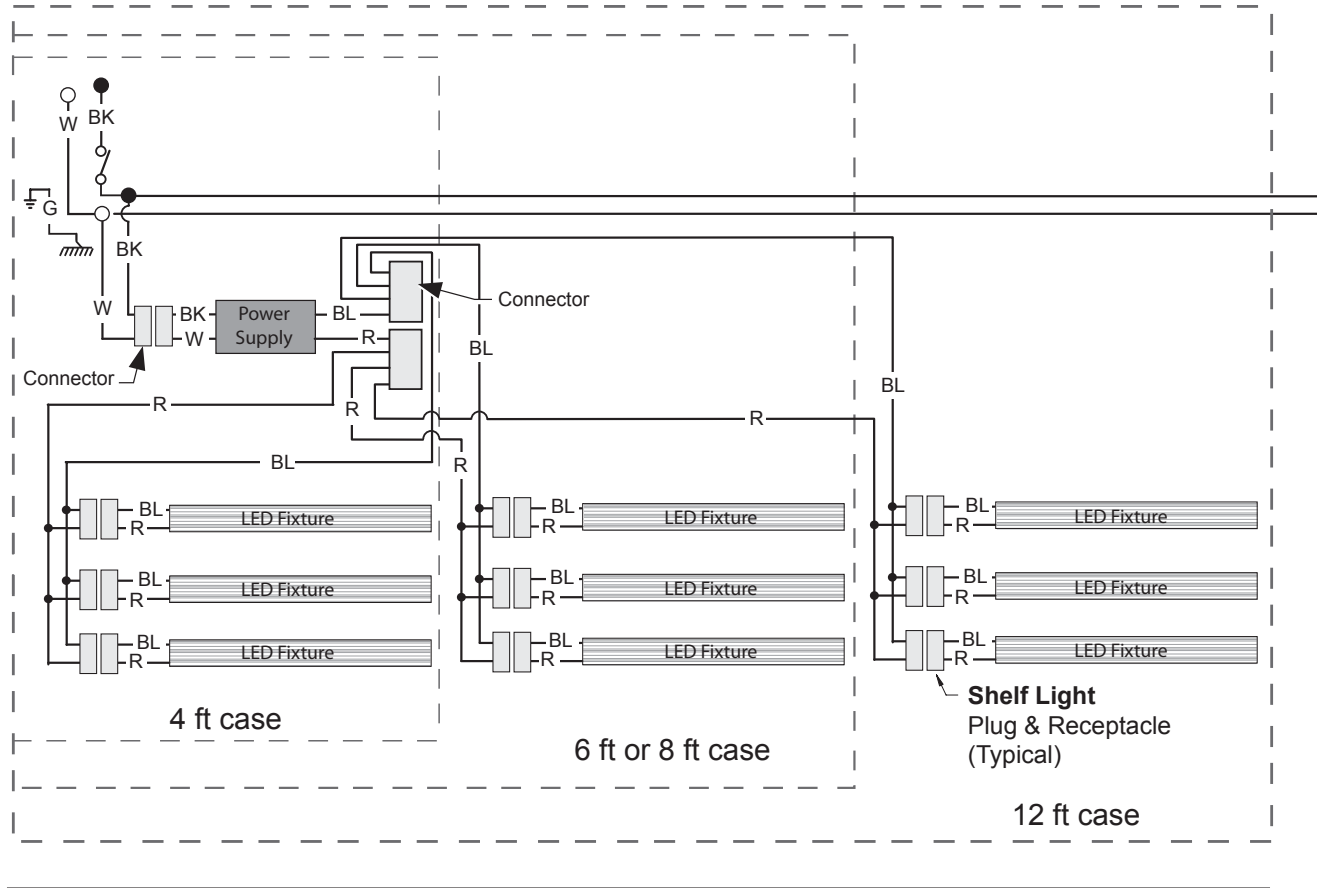 W
BK
G
BK
W
BK
W
Power
Supply
BL
R
Connector
Connector
BL
BL
R
R
R
BL
R
BL
R
LED Fixture
BL
R
LED Fixture
BL
R
LED Fixture
BL
R
LED Fixture
BL
R
LED Fixture
BL
R
LED Fixture
BL
R
LED Fixture
BL
R
LED Fixture
BL
R
LED Fixture
4 ft case
6 ft or 8 ft case
Shelf Light
Plug & Receptacle
(Typical)
12 ft case